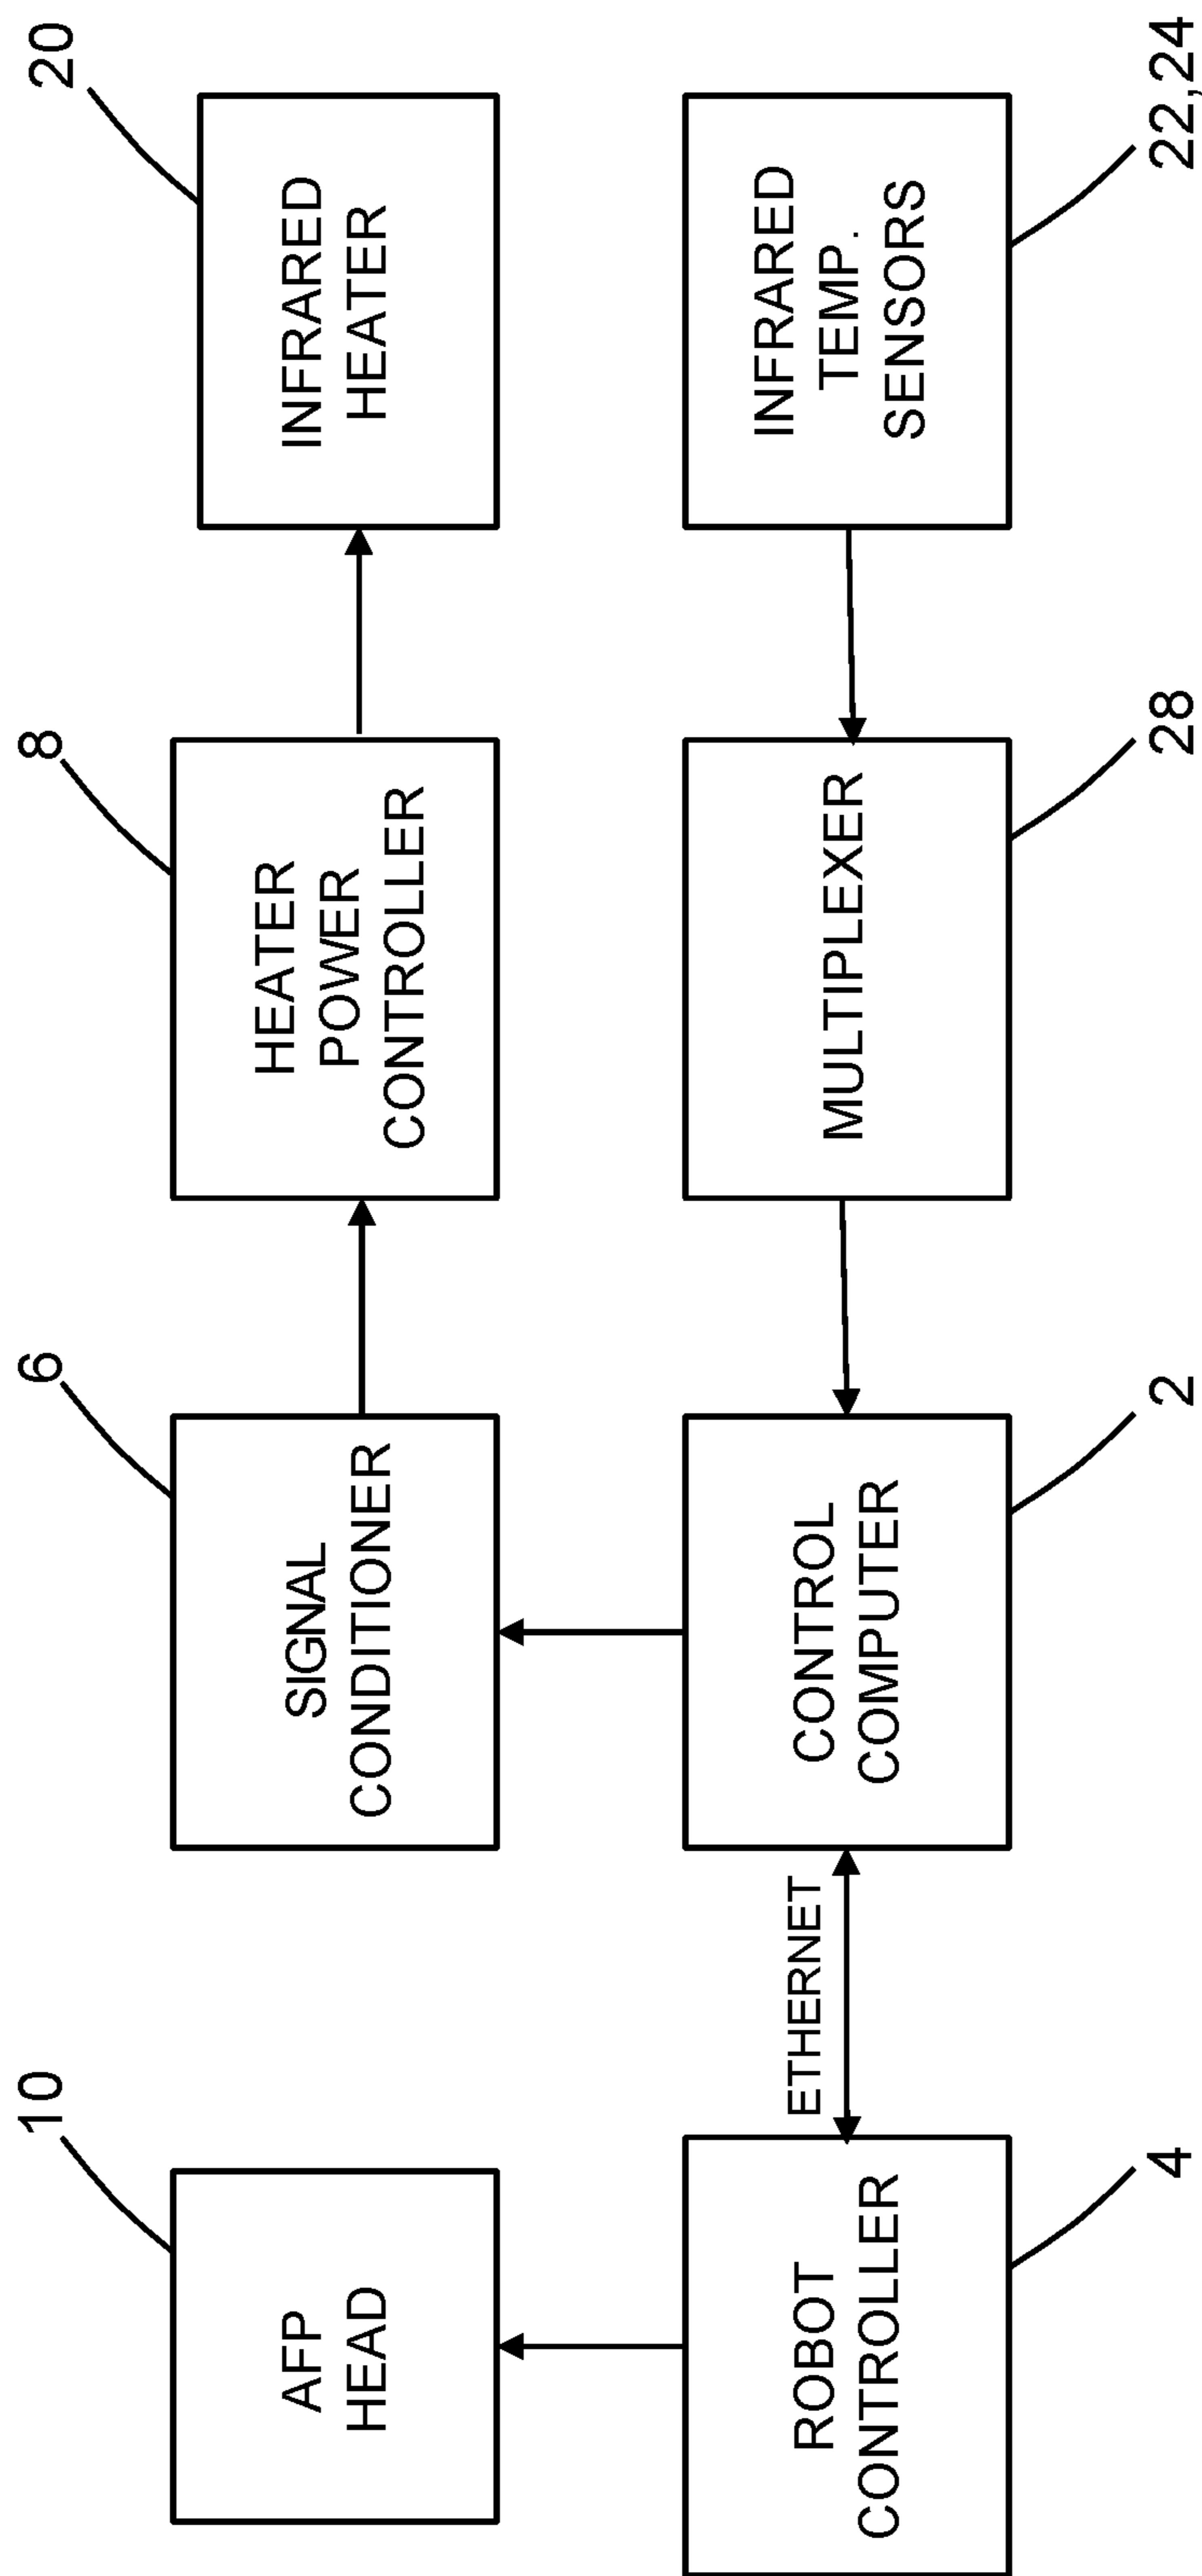 10
AFP
HEAD
6
SIGNAL
CONDITIONER
8
HEATER
POWER
CONTROLLER
20
INFRARED
HEATER
ROBOT
CONTROLLER
4
ETHERNET
CONTROL
COMPUTER
2
MULTIPLEXER
28
INFRARED
TEMP.
SENSORS
22,24